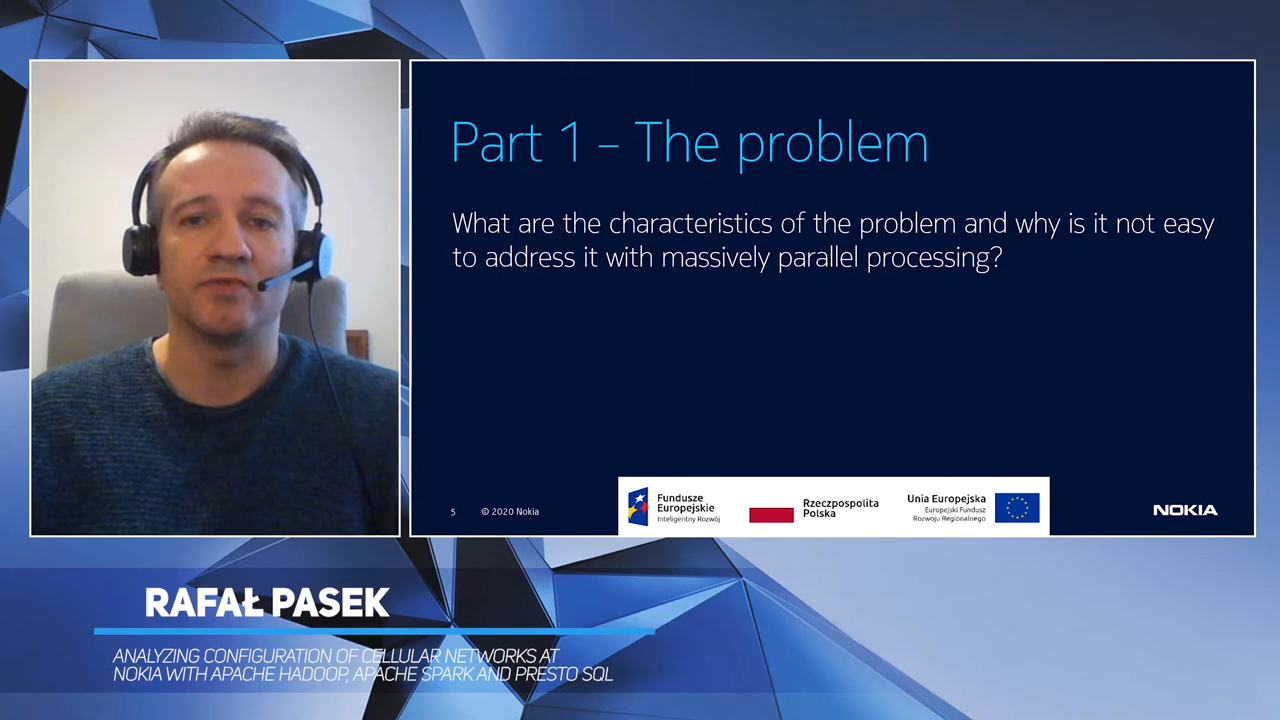 Part 1 – The problem
What are the characteristics of the problem and why is it not easy
to address it with massively parallel processing?
5 © 2020 Nokia
Fundusze
Europejskie
Inteligentny Rozwój
Rzeczpospolita
Polska
Unia Europejska
Europejski Fundusz
Rozwoju Regionalnego
NOKIA
RAFAŁ PASEK
ANALYZING CONFIGURATION OF CELLULAR NETWORKS AT
NOKIA WITH APACHE HADOOP, APACHE SPARK AND PRESTO SQL